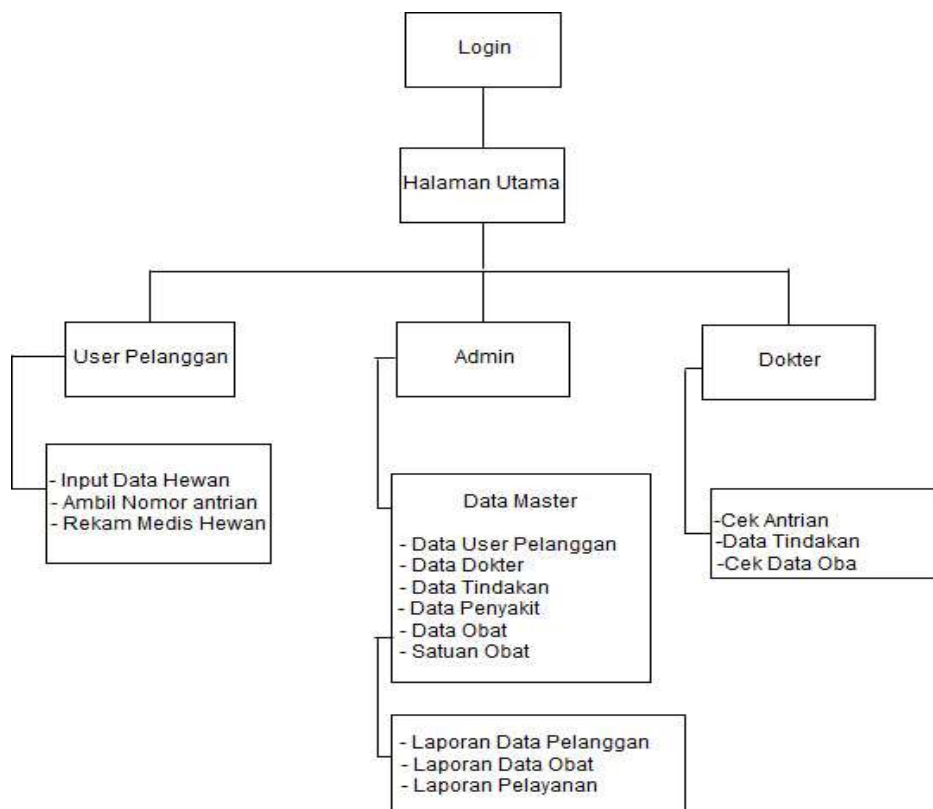 Login
Halaman Utama
User Pelanggan
Admin
Dokter
- Input Data Hewan
- Ambil Nomor antrian
- Rekam Medis Hewan
Data Master
- Data User Pelanggan
- Data Dokter
- Data Tindakan
- Data Penyakit
- Data Obat
- Satuan Obat
-Cek Antrian
-Data Tindakan
-Cek Data Oba
- Laporan Data Pelanggan
- Laporan Data Obat
- Laporan Pelayanan